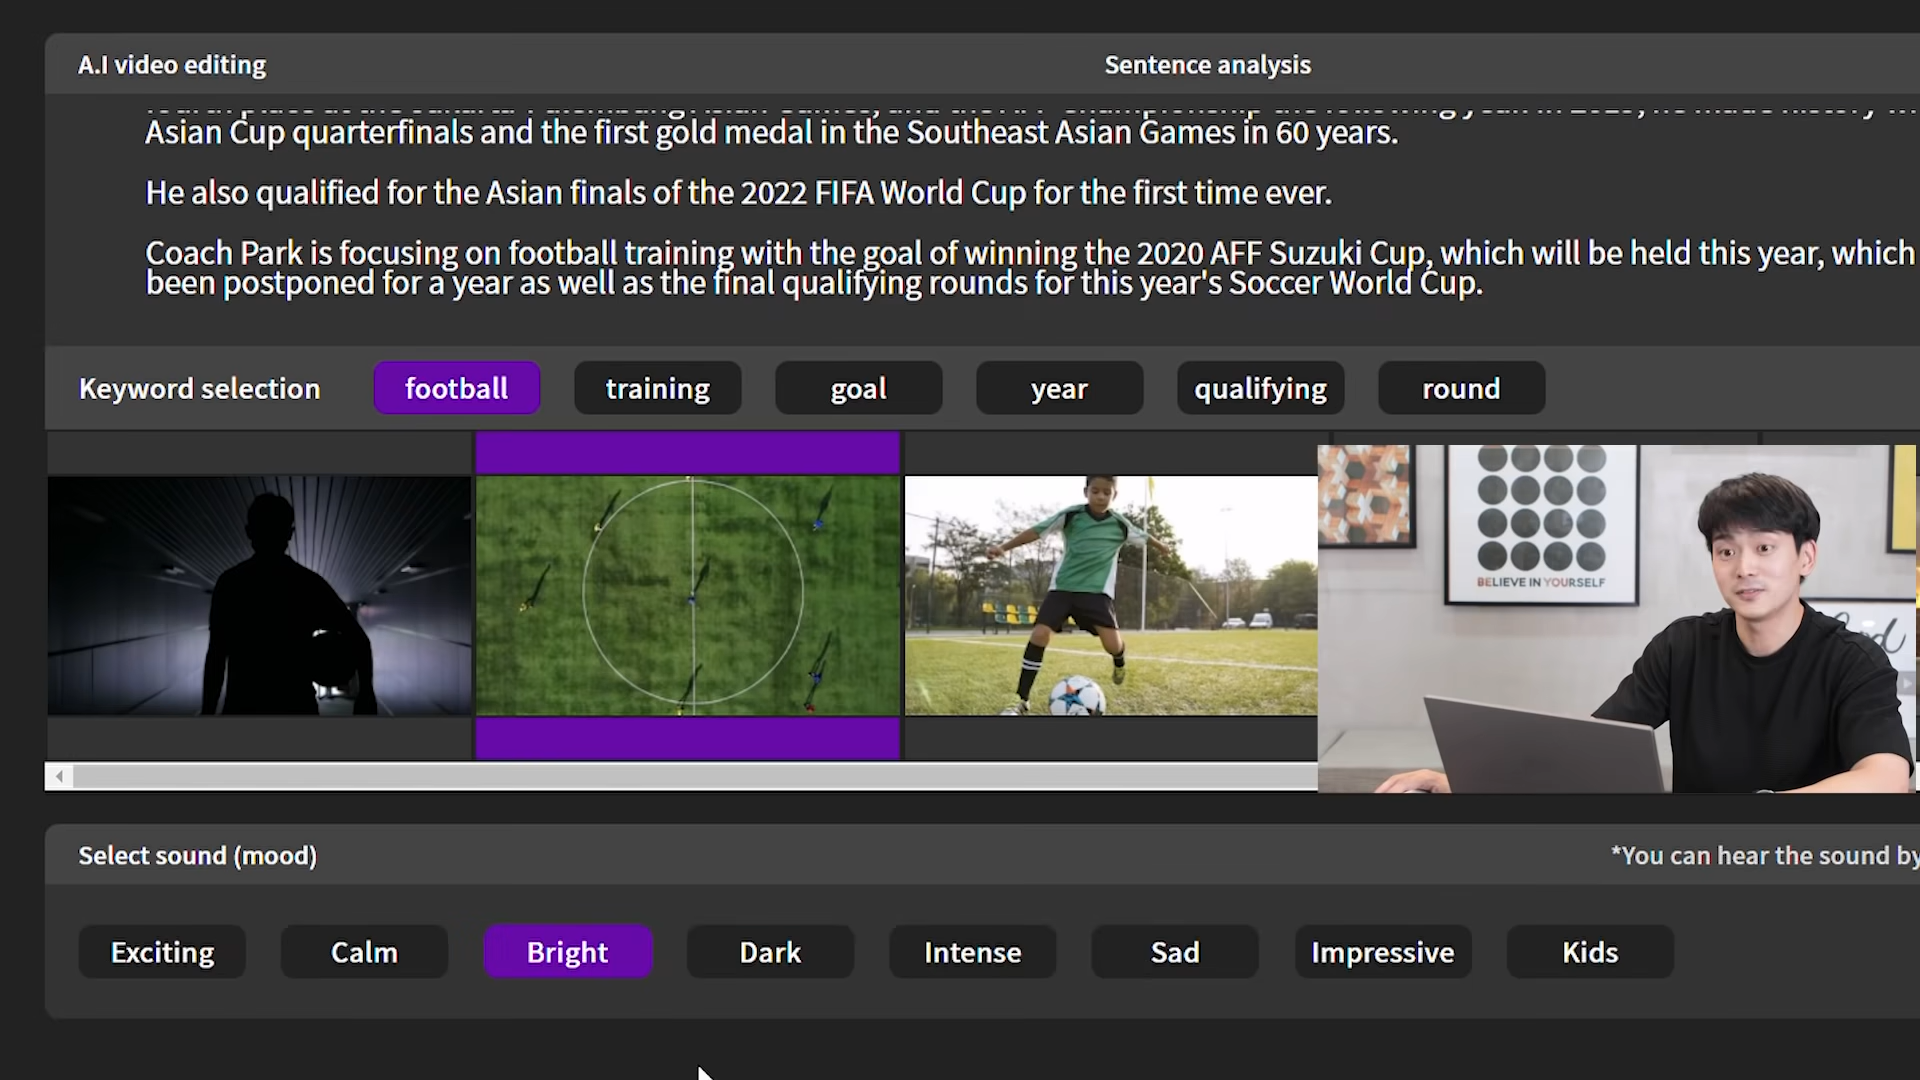 A.I video editing
Sentence analysis
Asian Cup quarterfinals and the first gold medal in the Southeast Asian Games in 60 years.
He also qualified for the Asian finals of the 2022 FIFA World Cup for the first time ever.
Coach Park is focusing on football training with the goal of winning the 2020 AFF Suzuki Cup, which will be held this year, which
been postponed for a year as well as the final qualifying rounds for this year's Soccer World Cup.
Keyword selection
football
training
goal
year
qualifying
round
BELIEVE IN YOURSELF
Select sound (mood)
*You can hear the sound by
Exciting
Calm
Bright
Dark
Intense
Sad
Impressive
Kids